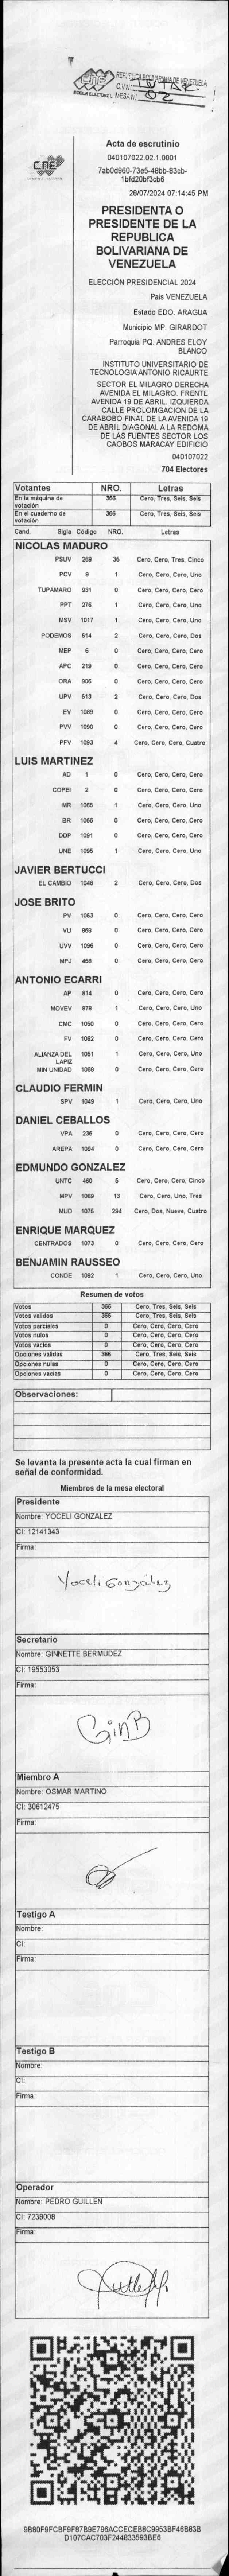 CNE REPÚBLICA BOLIVARIANA DE VENEZUELA
PODER ELECTORAL MESA Nº 02
CNE
Acta de escrutinio
040107022.02.1.0001
7ab0d960-73e5-48bb-83cb-
1bfd20bf3cb6
28/07/2024 07:14:45 PM
PRESIDENTA O
PRESIDENTE DE LA
REPUBLICA
BOLIVARIANA DE
VENEZUELA
ELECCIÓN PRESIDENCIAL 2024
País VENEZUELA
Estado EDO. ARAGUA
Municipio MP. GIRARDOT
Parroquia PQ. ANDRES ELOY
BLANCO
INSTITUTO UNIVERSITARIO DE
TECNOLOGIA ANTONIO RICAURTE
SECTOR EL MILAGRO DERECHA
AVENIDA EL MILAGRO. FRENTE
AVENIDA 19 DE ABRIL. IZQUIERDA
CALLE PROLOMGACION DE LA
CARABOBO FINAL DE LA AVENIDA 19
DE ABRIL DIAGONAL A LA REDOMA
DE LAS FUENTES SECTOR LOS
CAOBOS MARACAY EDIFICIO
040107022
704 Electores
Votantes NRO. Letras
En la máquina de votación 366 Cero, Tres, Seis, Seis
En el cuaderno de votación 366 Cero, Tres, Seis, Seis
Cand. Sigla Código NRO. Letras
NICOLAS MADURO
PSUV 269 35 Cero, Cero, Tres, Cinco
PCV 9 1 Cero, Cero, Cero, Uno
TUPAMARO 931 0 Cero, Cero, Cero, Cero
PPT 276 1 Cero, Cero, Cero, Uno
MSV 1017 1 Cero, Cero, Cero, Uno
PODEMOS 514 2 Cero, Cero, Cero, Dos
MEP 6 0 Cero, Cero, Cero, Cero
APC 219 0 Cero, Cero, Cero, Cero
ORA 906 0 Cero, Cero, Cero, Cero
UPV 613 2 Cero, Cero, Cero, Dos
EV 1089 0 Cero, Cero, Cero, Cero
PVV 1090 0 Cero, Cero, Cero, Cero
PFV 1093 4 Cero, Cero, Cero, Cuatro
LUIS MARTINEZ
AD 1 0 Cero, Cero, Cero, Cero
COPEI 2 0 Cero, Cero, Cero, Cero
MR 1065 1 Cero, Cero, Cero, Uno
BR 1066 0 Cero, Cero, Cero, Cero
DDP 1091 0 Cero, Cero, Cero, Cero
UNE 1095 1 Cero, Cero, Cero, Uno
JAVIER BERTUCCI
EL CAMBIO 1048 2 Cero, Cero, Cero, Dos
JOSE BRITO
PV 1053 0 Cero, Cero, Cero, Cero
VU 968 0 Cero, Cero, Cero, Cero
UVV 1096 0 Cero, Cero, Cero, Cero
MPJ 458 0 Cero, Cero, Cero, Cero
ANTONIO ECARRI
AP 814 0 Cero, Cero, Cero, Cero
MOVEV 978 1 Cero, Cero, Cero, Uno
CMC 1050 0 Cero, Cero, Cero, Cero
FV 1062 0 Cero, Cero, Cero, Cero
ALIANZA DEL LAPIZ 1051 1 Cero, Cero, Cero, Uno
MIN UNIDAD 1059 0 Cero, Cero, Cero, Cero
CLAUDIO FERMIN
SPV 1049 1 Cero, Cero, Cero, Uno
DANIEL CEBALLOS
VPA 236 0 Cero, Cero, Cero, Cero
AREPA 1094 0 Cero, Cero, Cero, Cero
EDMUNDO GONZALEZ
UNTC 460 5 Cero, Cero, Cero, Cinco
MPV 1069 13 Cero, Cero, Uno, Tres
MUD 1075 294 Cero, Dos, Nueve, Cuatro
ENRIQUE MARQUEZ
CENTRADOS 1073 0 Cero, Cero, Cero, Cero
BENJAMIN RAUSSEO
CONDE 1092 1 Cero, Cero, Cero, Uno
Resumen de votos
Votos 366 Cero, Tres, Seis, Seis
Votos validos 366 Cero, Tres, Seis, Seis
Votos parciales 0 Cero, Cero, Cero, Cero
Votos nulos 0 Cero, Cero, Cero, Cero
Votos vacios 0 Cero, Cero, Cero, Cero
Opciones validas 366 Cero, Tres, Seis, Seis
Opciones nulas 0 Cero, Cero, Cero, Cero
Opciones vacias 0 Cero, Cero, Cero, Cero
Observaciones:
Se levanta la presente acta la cual firman en
señal de conformidad.
Miembros de la mesa electoral
Presidente
Nombre: YOCELI GONZALEZ
CI: 12141343
Firma:
Yoceli González
Secretario
Nombre: GINNETTE BERMUDEZ
CI: 19553053
Firma:
GinB
Miembro A
Nombre: OSMAR MARTINO
CI: 30612475
Firma:
Testigo A
Nombre:
CI:
Firma:
Testigo B
Nombre:
CI:
Firma:
Operador
Nombre: PEDRO GUILLEN
CI: 7238008
Firma:
9B80F9FCBF9F87B9E796ACCECEB8C9953BF46B83B
D107CAC703F244833593BE6